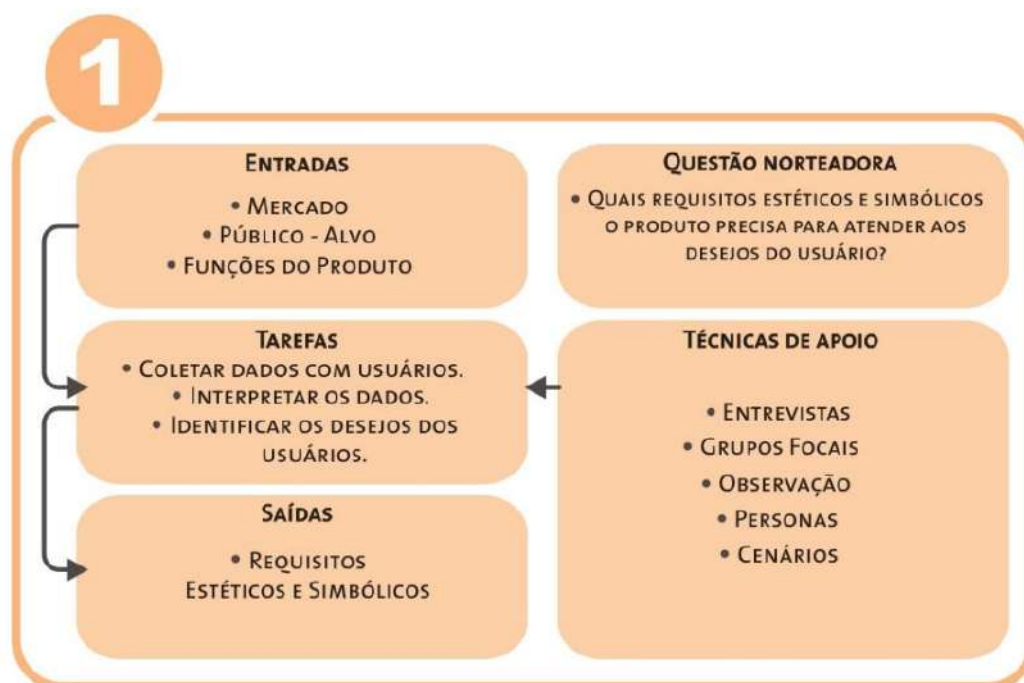 1
ENTRADAS
• MERCADO
• PÚBLICO - ALVO
• FUNÇÕES DO PRODUTO
QUESTÃO NORTEADORA
• QUAIS REQUISITOS ESTÉTICOS E SIMBÓLICOS
O PRODUTO PRECISA PARA ATENDER AOS
DESEJOS DO USUÁRIO?
TAREFAS
• COLETAR DADOS COM USUÁRIOS.
• INTERPRETAR OS DADOS.
• IDENTIFICAR OS DESEJOS DOS
USUÁRIOS.
TÉCNICAS DE APOIO
• ENTREVISTAS
• GRUPOS FOCAIS
• OBSERVAÇÃO
• PERSONAS
• CENÁRIOS
SAÍDAS
• REQUISITOS
ESTÉTICOS E SIMBÓLICOS